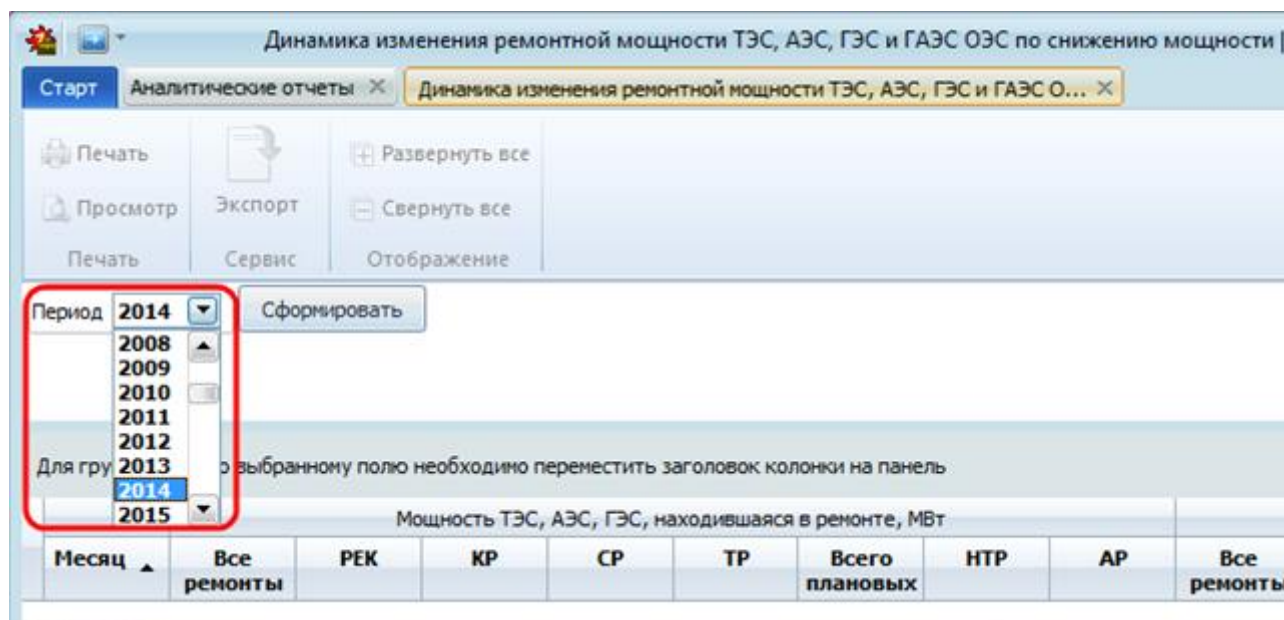 Динамика изменения ремонтной мощности ТЭС, АЭС, ГЭС и ГАЭС ОЭС по снижению мощности
Старт Аналитические отчеты Динамика изменения ремонтной мощности ТЭС, АЭС, ГЭС и ГАЭС О...
Печать Развернуть все
Просмотр Экспорт Свернуть все
Печать Сервис Отображение
Период 2014 Сформировать
2008
2009
2010
2011
2012
2013
Для гру выбранному полю необходимо переместить заголовок колонки на панель
2014
2015
Мощность ТЭС, АЭС, ГЭС, находившаяся в ремонте, МВт
Месяц Все ремонты РЕК КР СР ТР Всего плановых НТР АР Все ремонты